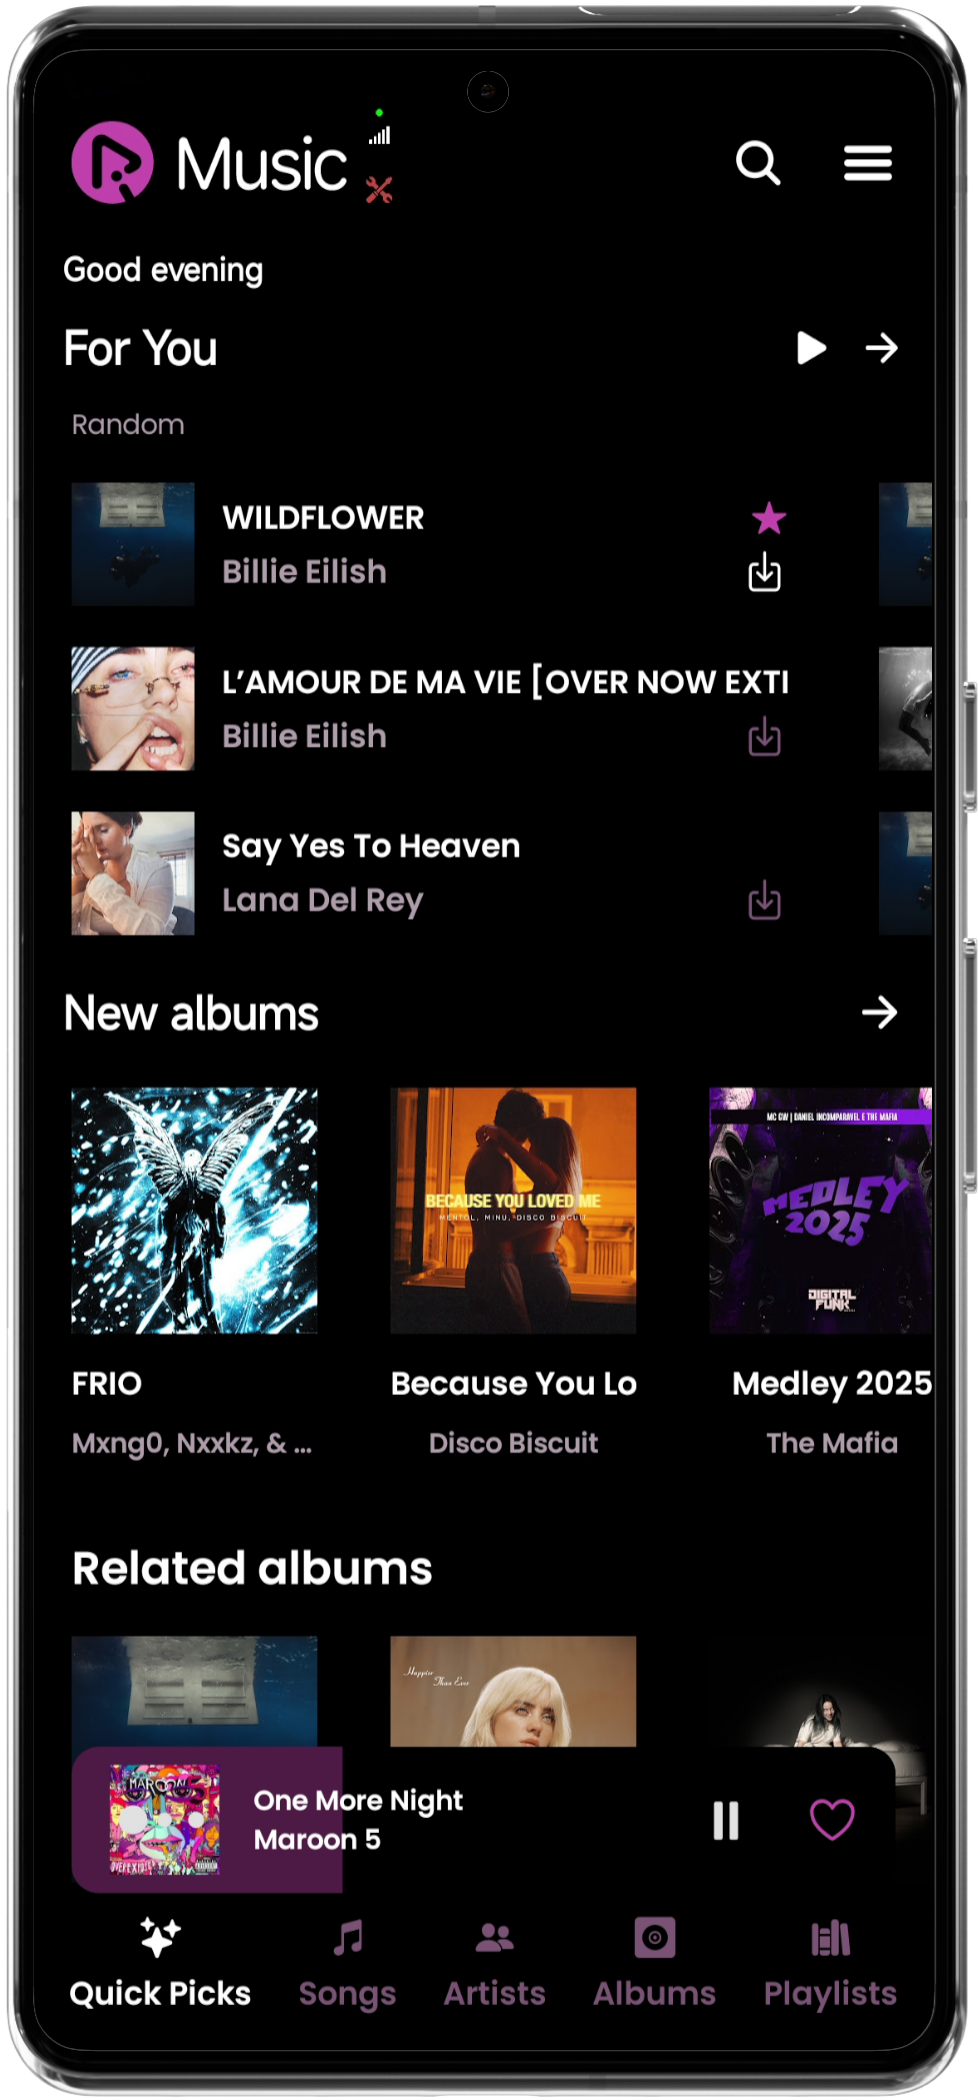 Music
Good evening
For You
Random
WILDFLOWER
Billie Eilish
L’AMOUR DE MA VIE [OVER NOW EXT
Billie Eilish
Say Yes To Heaven
Lana Del Rey
New albums
MC GW | DANIEL INCOMPARAVEL E THE MAFIA
BECAUSE YOU LOVED ME
MENTOL, MINU, DISCO BISCUIT
MEDLEY
2025
DIGITAL
FUNK
FRIO
Because You Lo
Medley 2025
Mxng0, Nxxkz, & ...
Disco Biscuit
The Mafia
Related albums
Happier
Than Ever
MAROON 5
OVEREXPOSED
One More Night
Maroon 5
Quick Picks
Songs
Artists
Albums
Playlists